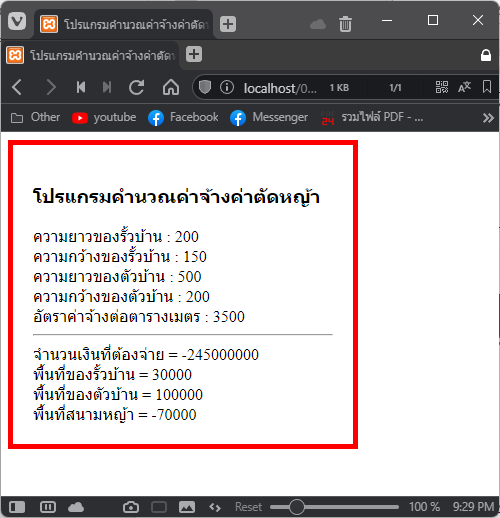 โปรแกรมคำนวณค่าจ้างค่าตัดหญ้า
โปรแกรมคำนวณค่าจ้างค่าตัดหญ้า
localhost/0... 1 KB 1/1
Other youtube Facebook Messenger 24 รวมไฟล์ PDF - ...
โปรแกรมคำนวณค่าจ้างค่าตัดหญ้า
ความยาวของรั้วบ้าน : 200
ความกว้างของรั้วบ้าน : 150
ความยาวของตัวบ้าน : 500
ความกว้างของตัวบ้าน : 200
อัตราค่าจ้างต่อตารางเมตร : 3500
จำนวนเงินที่ต้องจ่าย = -245000000
พื้นที่ของรั้วบ้าน = 30000
พื้นที่ของตัวบ้าน = 100000
พื้นที่สนามหญ้า = -70000
Reset 100 % 9:29 PM